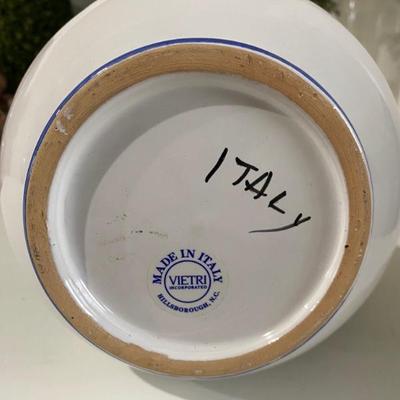 ITALY
MADE IN ITALY
VIETRI
INCORPORATED
HILLSBOROUGH, N.C.